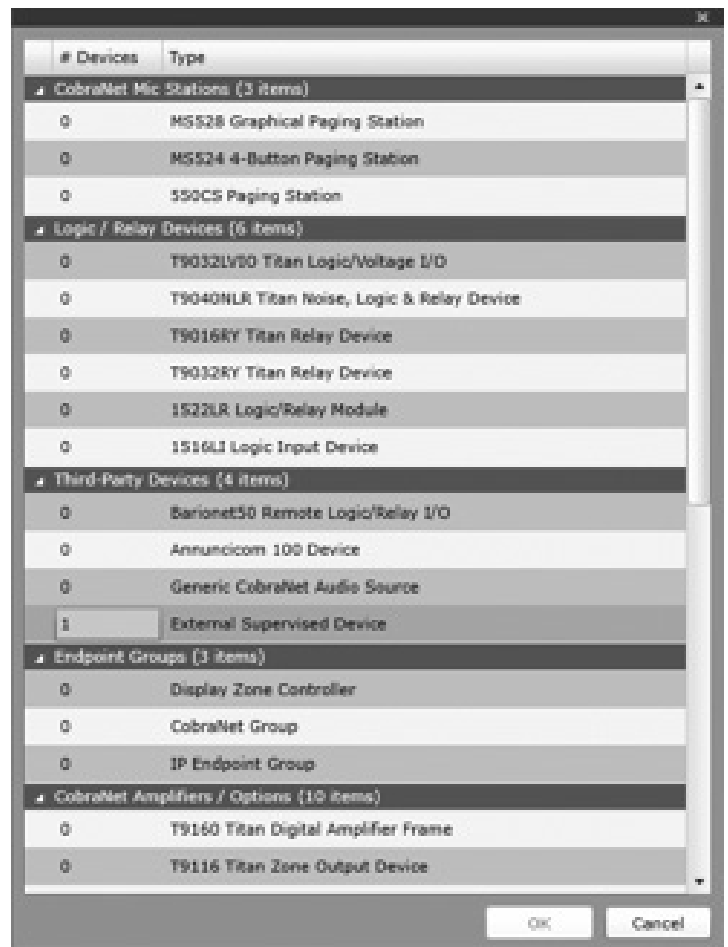 # Devices Type
CobraNet Mic Stations (3 items)
0 MS528 Graphical Paging Station
0 MS524 4-Button Paging Station
0 550CS Paging Station
Logic / Relay Devices (6 items)
0 T9032LVIO Titan Logic/Voltage I/O
0 T9040NLR Titan Noise, Logic & Relay Device
0 T9016RY Titan Relay Device
0 T9032RY Titan Relay Device
0 1522LR Logic/Relay Module
0 1516LI Logic Input Device
Third-Party Devices (4 items)
0 Barionet50 Remote Logic/Relay I/O
0 Annuncicom 100 Device
0 Generic CobraNet Audio Source
1 External Supervised Device
Endpoint Groups (3 items)
0 Display Zone Controller
0 CobraNet Group
0 IP Endpoint Group
CobraNet Amplifiers / Options (10 items)
0 T9160 Titan Digital Amplifier Frame
0 T9116 Titan Zone Output Device
OK Cancel